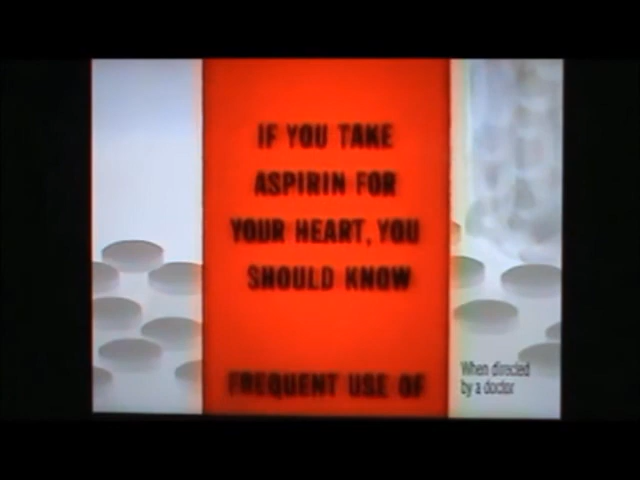 IF YOU TAKE
ASPIRIN FOR
YOUR HEART, YOU
SHOULD KNOW
FREQUENT USE OF
When directed
by a doctor